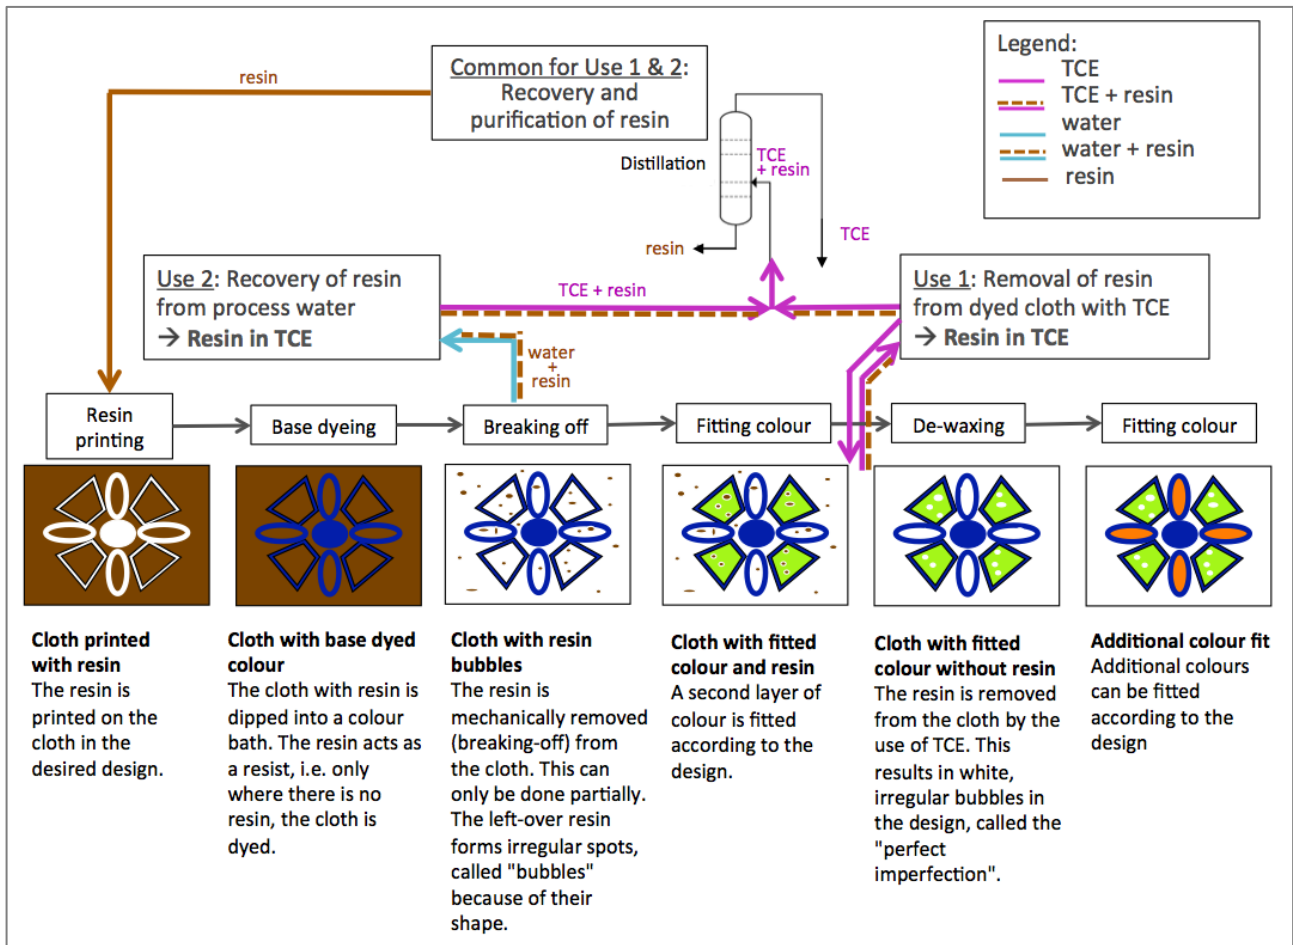 Common for Use 1 & 2:
Recovery and
purification of resin
resin
Legend:
TCE
TCE + resin
water
water + resin
resin
Distillation
TCE
+ resin
resin
TCE
Use 2: Recovery of resin
from process water
→ Resin in TCE
TCE + resin
Use 1: Removal of resin
from dyed cloth with TCE
→ Resin in TCE
water
+
resin
Resin
printing
Base dyeing
Breaking off
Fitting colour
De-waxing
Fitting colour
Cloth printed
with resin
The resin is
printed on the
cloth in the
desired design.
Cloth with base dyed
colour
The cloth with resin is
dipped into a colour
bath. The resin acts as
a resist, i.e. only
where there is no
resin, the cloth is
dyed.
Cloth with resin
bubbles
The resin is
mechanically removed
(breaking-off) from
the cloth. This can
only be done partially.
The left-over resin
forms irregular spots,
called "bubbles"
because of their
shape.
Cloth with fitted
colour and resin
A second layer of
colour is fitted
according to the
design.
Cloth with fitted
colour without resin
The resin is removed
from the cloth by the
use of TCE. This
results in white,
irregular bubbles in
the design, called the
"perfect
imperfection".
Additional colour fit
Additional colours
can be fitted
according to the
design